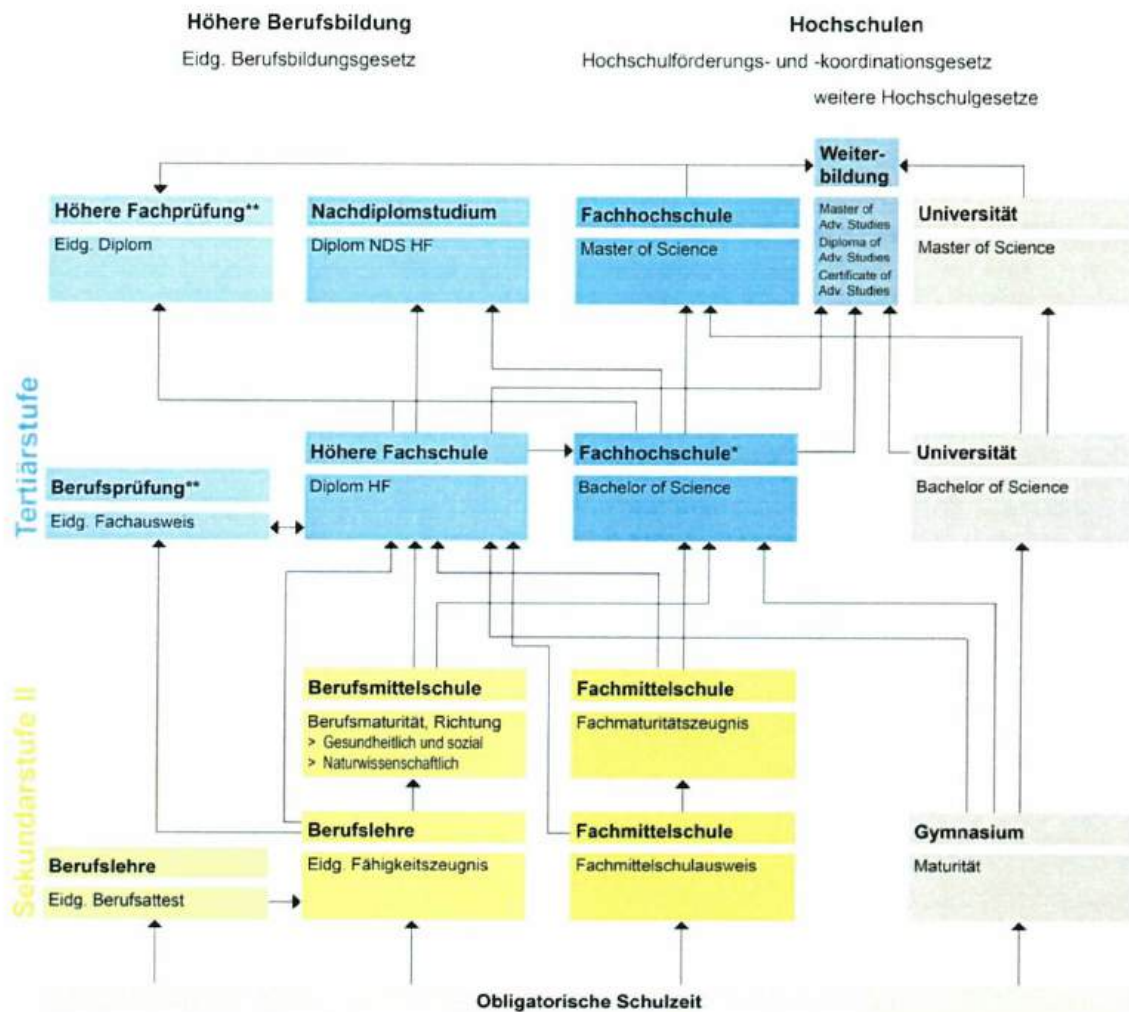 Höhere Berufsbildung
Eidg. Berufsbildungsgesetz
Hochschulen
Hochschulförderungs- und -koordinationsgesetz
weitere Hochschulgesetze
Weiter-
bildung
Master of
Adv. Studies
Diploma of
Adv. Studies
Certificate of
Adv. Studies
Höhere Fachprüfung**
Eidg. Diplom
Nachdiplomstudium
Diplom NDS HF
Fachhochschule
Master of Science
Universität
Master of Science
Tertiärstufe
Berufsprüfung**
Eidg. Fachausweis
Höhere Fachschule
Diplom HF
Fachhochschule*
Bachelor of Science
Universität
Bachelor of Science
Sekundarstufe II
Berufsmittelschule
Berufsmaturität, Richtung
> Gesundheitlich und sozial
> Naturwissenschaftlich
Fachmittelschule
Fachmaturitätszeugnis
Berufslehre
Eidg. Berufsattest
Berufslehre
Eidg. Fähigkeitszeugnis
Fachmittelschule
Fachmittelschulausweis
Gymnasium
Maturität
Obligatorische Schulzeit